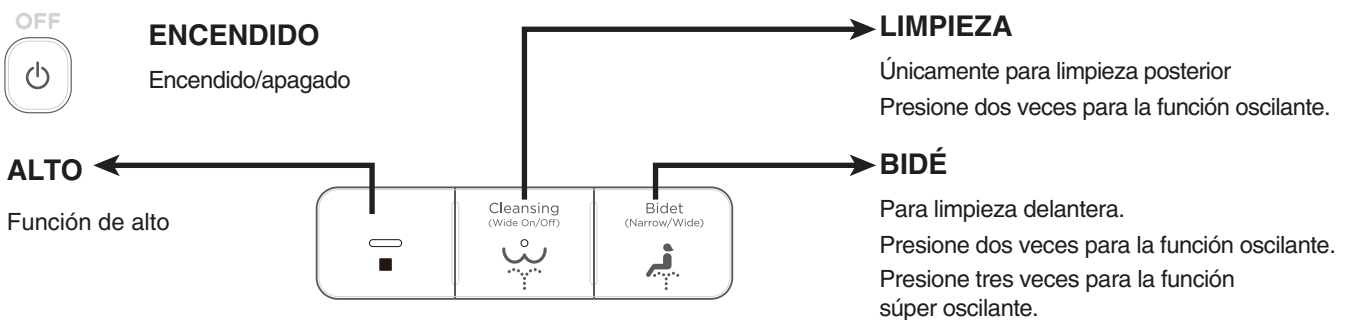 OFF
ENCENDIDO
Encendido/apagado
ALTO
Función de alto
Cleansing
(Wide On/Off)
Bidet
(Narrow/Wide)
LIMPIEZA
Únicamente para limpieza posterior
Presione dos veces para la función oscilante.
BIDÉ
Para limpieza delantera.
Presione dos veces para la función oscilante.
Presione tres veces para la función
súper oscilante.